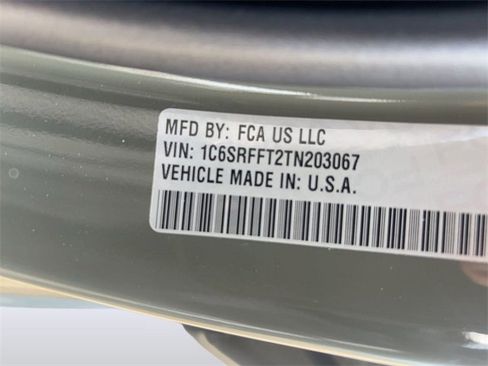 MFD BY: FCA US LLC
VIN: 1C6SRFFT2TN203067
VEHICLE MADE IN: U.S.A.